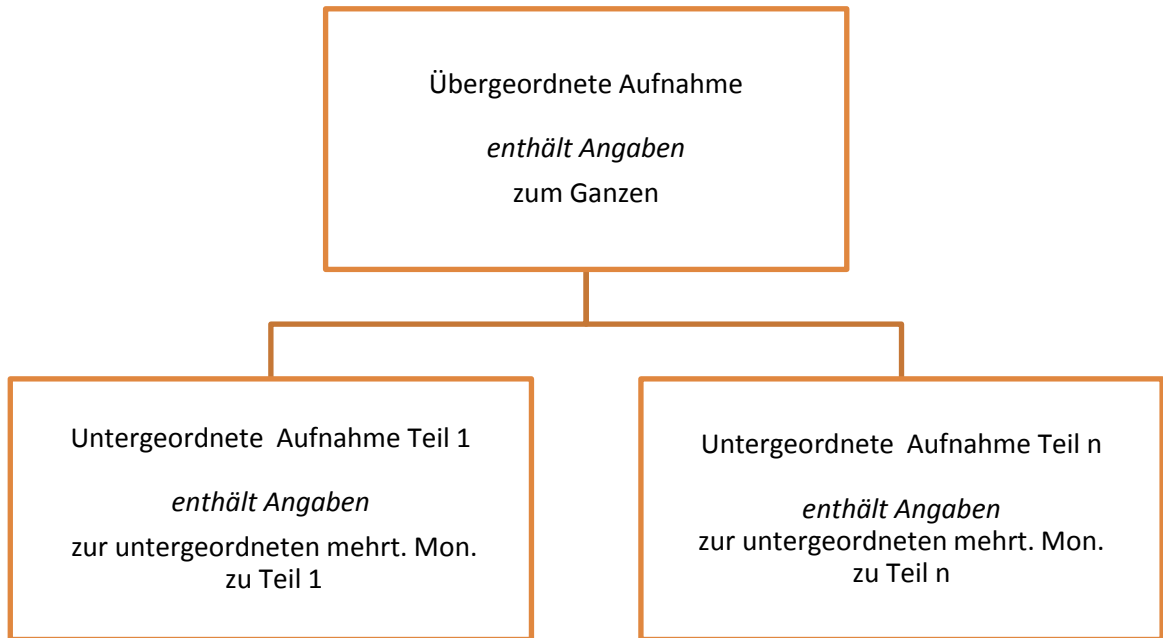 Übergeordnete Aufnahme
enthält Angaben
zum Ganzen
Untergeordnete Aufnahme Teil 1
enthält Angaben
zur untergeordneten mehrt. Mon.
zu Teil 1
Untergeordnete Aufnahme Teil n
enthält Angaben
zur untergeordneten mehrt. Mon.
zu Teil n